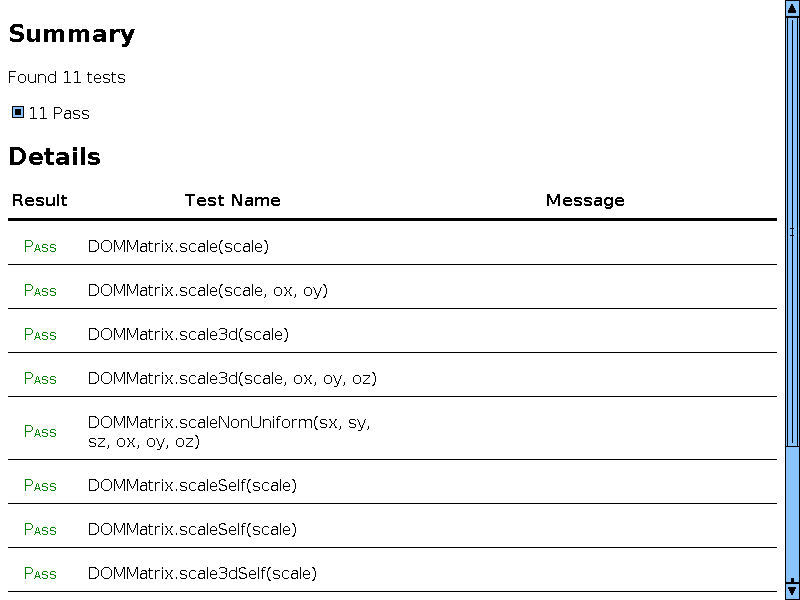 Summary
Found 11 tests
11 Pass
Details
Result Test Name Message
Pass DOMMatrix.scale(scale)
Pass DOMMatrix.scale(scale, ox, oy)
Pass DOMMatrix.scale3d(scale)
Pass DOMMatrix.scale3d(scale, ox, oy, oz)
Pass DOMMatrix.scaleNonUniform(sx, sy,
sz, ox, oy, oz)
Pass DOMMatrix.scaleSelf(scale)
Pass DOMMatrix.scaleSelf(scale)
Pass DOMMatrix.scale3dSelf(scale)